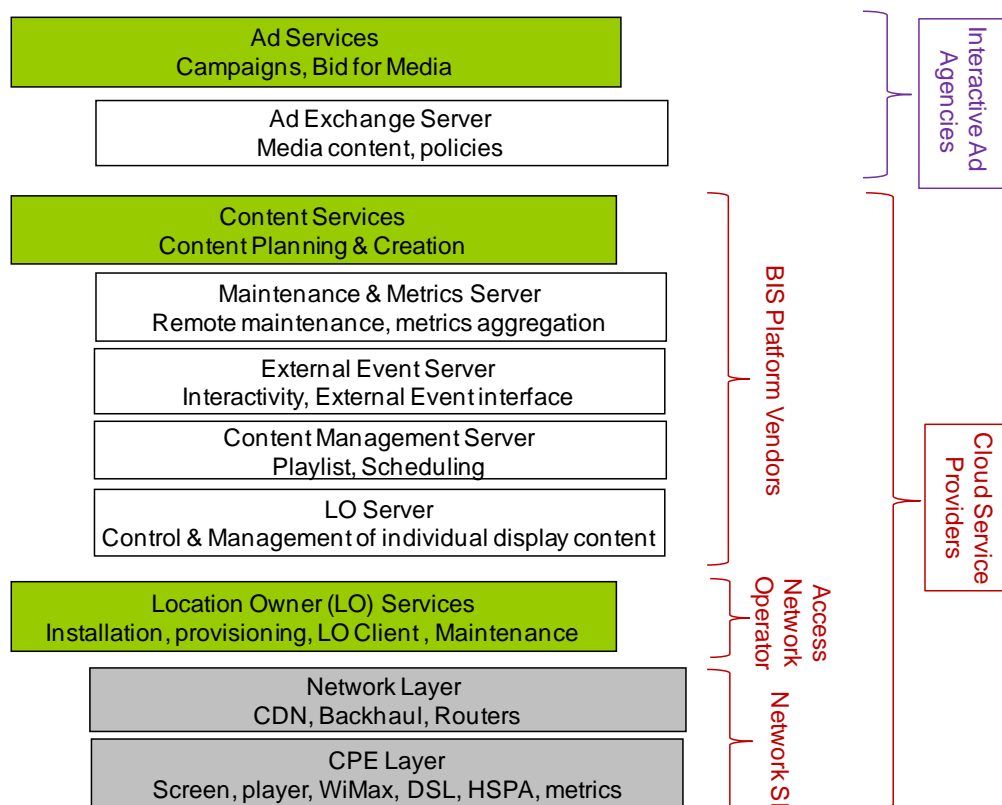 Ad Services
Campaigns, Bid for Media
Interactive Ad
Agencies
Ad Exchange Server
Media content, policies
Content Services
Content Planning & Creation
Maintenance & Metrics Server
Remote maintenance, metrics aggregation
External Event Server
Interactivity, External Event interface
Content Management Server
Playlist, Scheduling
LO Server
Control & Management of individual display content
BIS Platform Vendors
Cloud Service
Providers
Location Owner (LO) Services
Installation, provisioning, LO Client , Maintenance
Access
Network
Operator
Network Layer
CDN, Backhaul, Routers
CPE Layer
Screen, player, WiMax, DSL, HSPA, metrics
Network